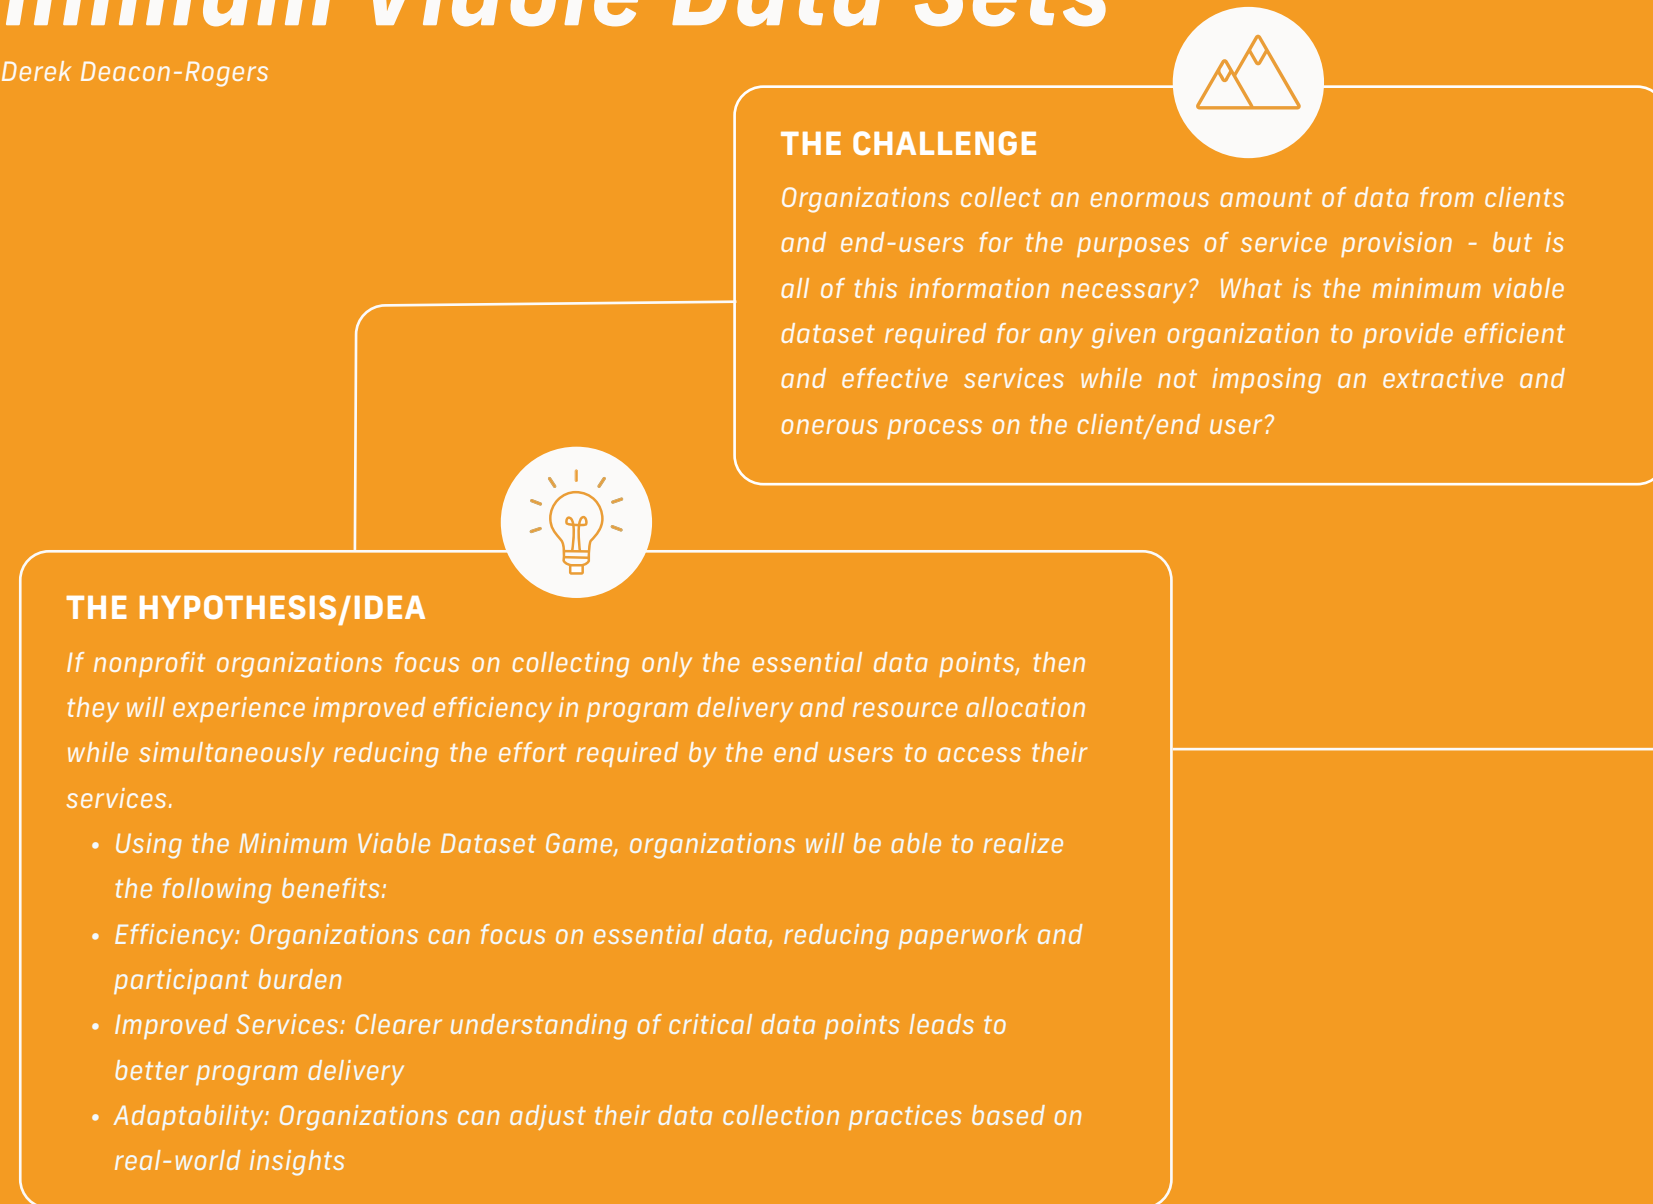 Minimum Viable Data Sets
Derek Deacon-Rogers
THE CHALLENGE
Organizations collect an enormous amount of data from clients
and end-users for the purposes of service provision - but is
all of this information necessary? What is the minimum viable
dataset required for any given organization to provide efficient
and effective services while not imposing an extractive and
onerous process on the client/end user?
THE HYPOTHESIS/IDEA
If nonprofit organizations focus on collecting only the essential data points, then
they will experience improved efficiency in program delivery and resource allocation
while simultaneously reducing the effort required by the end users to access their
services.
• Using the Minimum Viable Dataset Game, organizations will be able to realize
the following benefits:
• Efficiency: Organizations can focus on essential data, reducing paperwork and
participant burden
• Improved Services: Clearer understanding of critical data points leads to
better program delivery
• Adaptability: Organizations can adjust their data collection practices based on
real-world insights